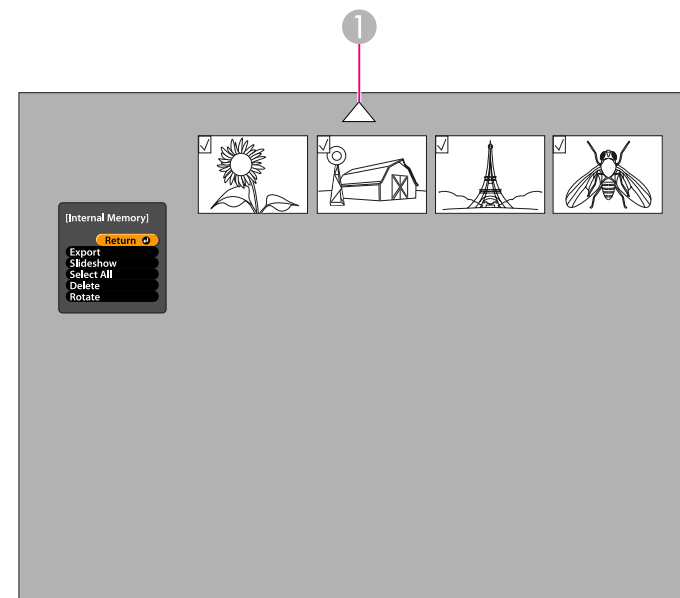 1
[Internal Memory]
Return
Export
Slideshow
Select All
Delete
Rotate